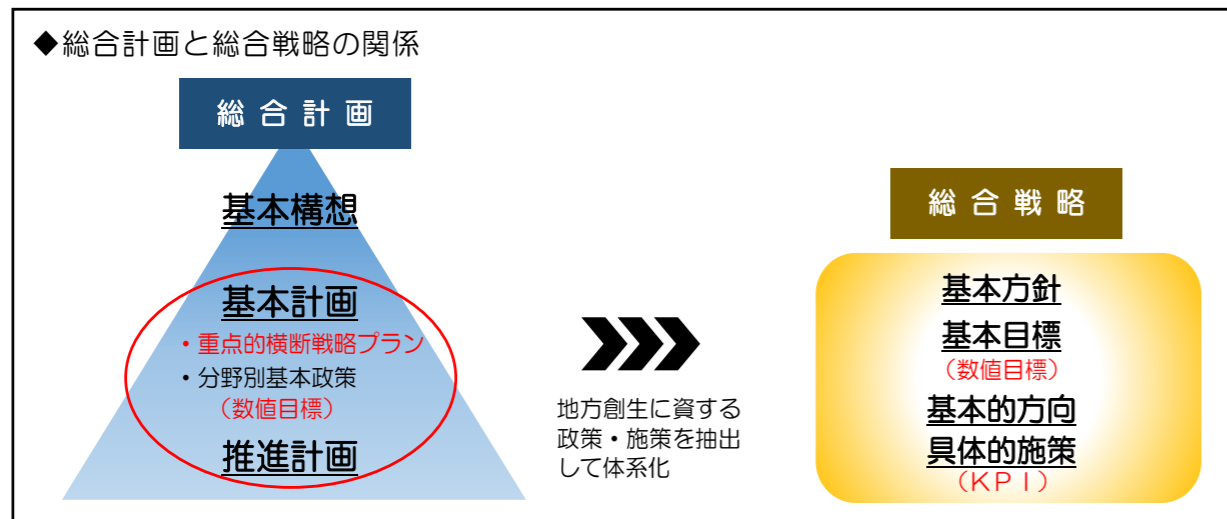 ◆総合計画と総合戦略の関係
総合計画
基本構想
基本計画
・重点的横断戦略プラン
・分野別基本政策
（数値目標）
推進計画
地方創生に資する
政策・施策を抽出
して体系化
総合戦略
基本方針
基本目標
（数値目標）
基本的方向
具体的施策
（ＫＰＩ）